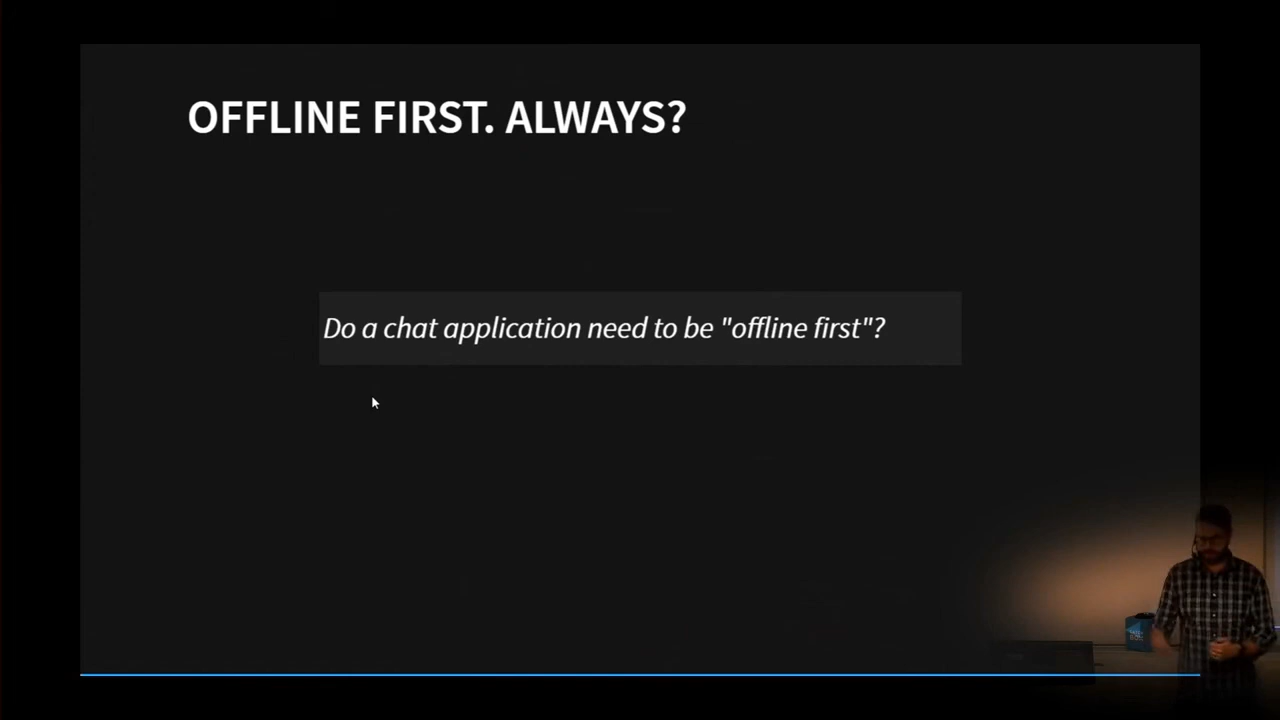 OFFLINE FIRST. ALWAYS?
Do a chat application need to be "offline first"?